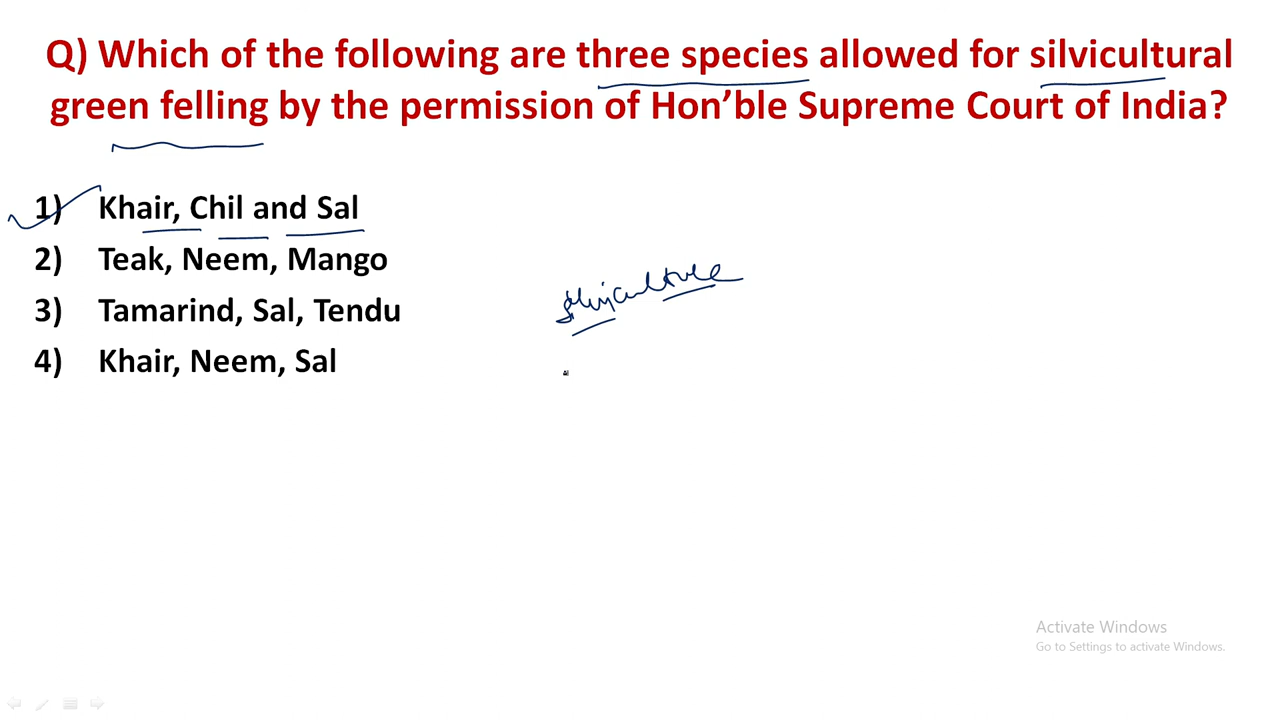 Q) Which of the following are three species allowed for silvicultural
green felling by the permission of Hon’ble Supreme Court of India?
1) Khair, Chil and Sal
2) Teak, Neem, Mango
silviculture
3) Tamarind, Sal, Tendu
4) Khair, Neem, Sal
Activate Windows
Go to Settings to activate Windows.